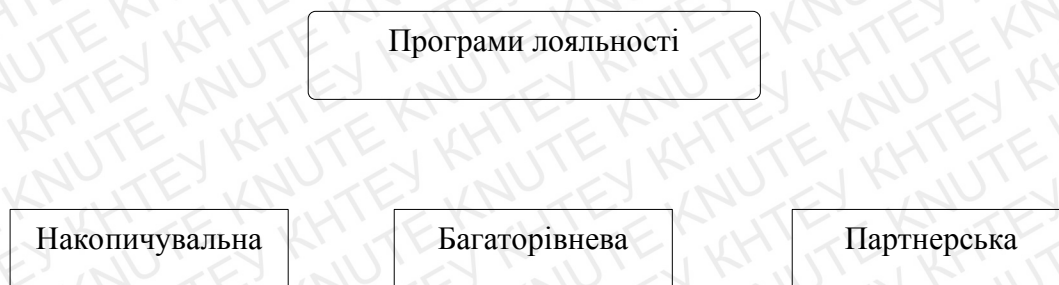 Програми лояльності
Накопичувальна Багаторівнева Партнерська